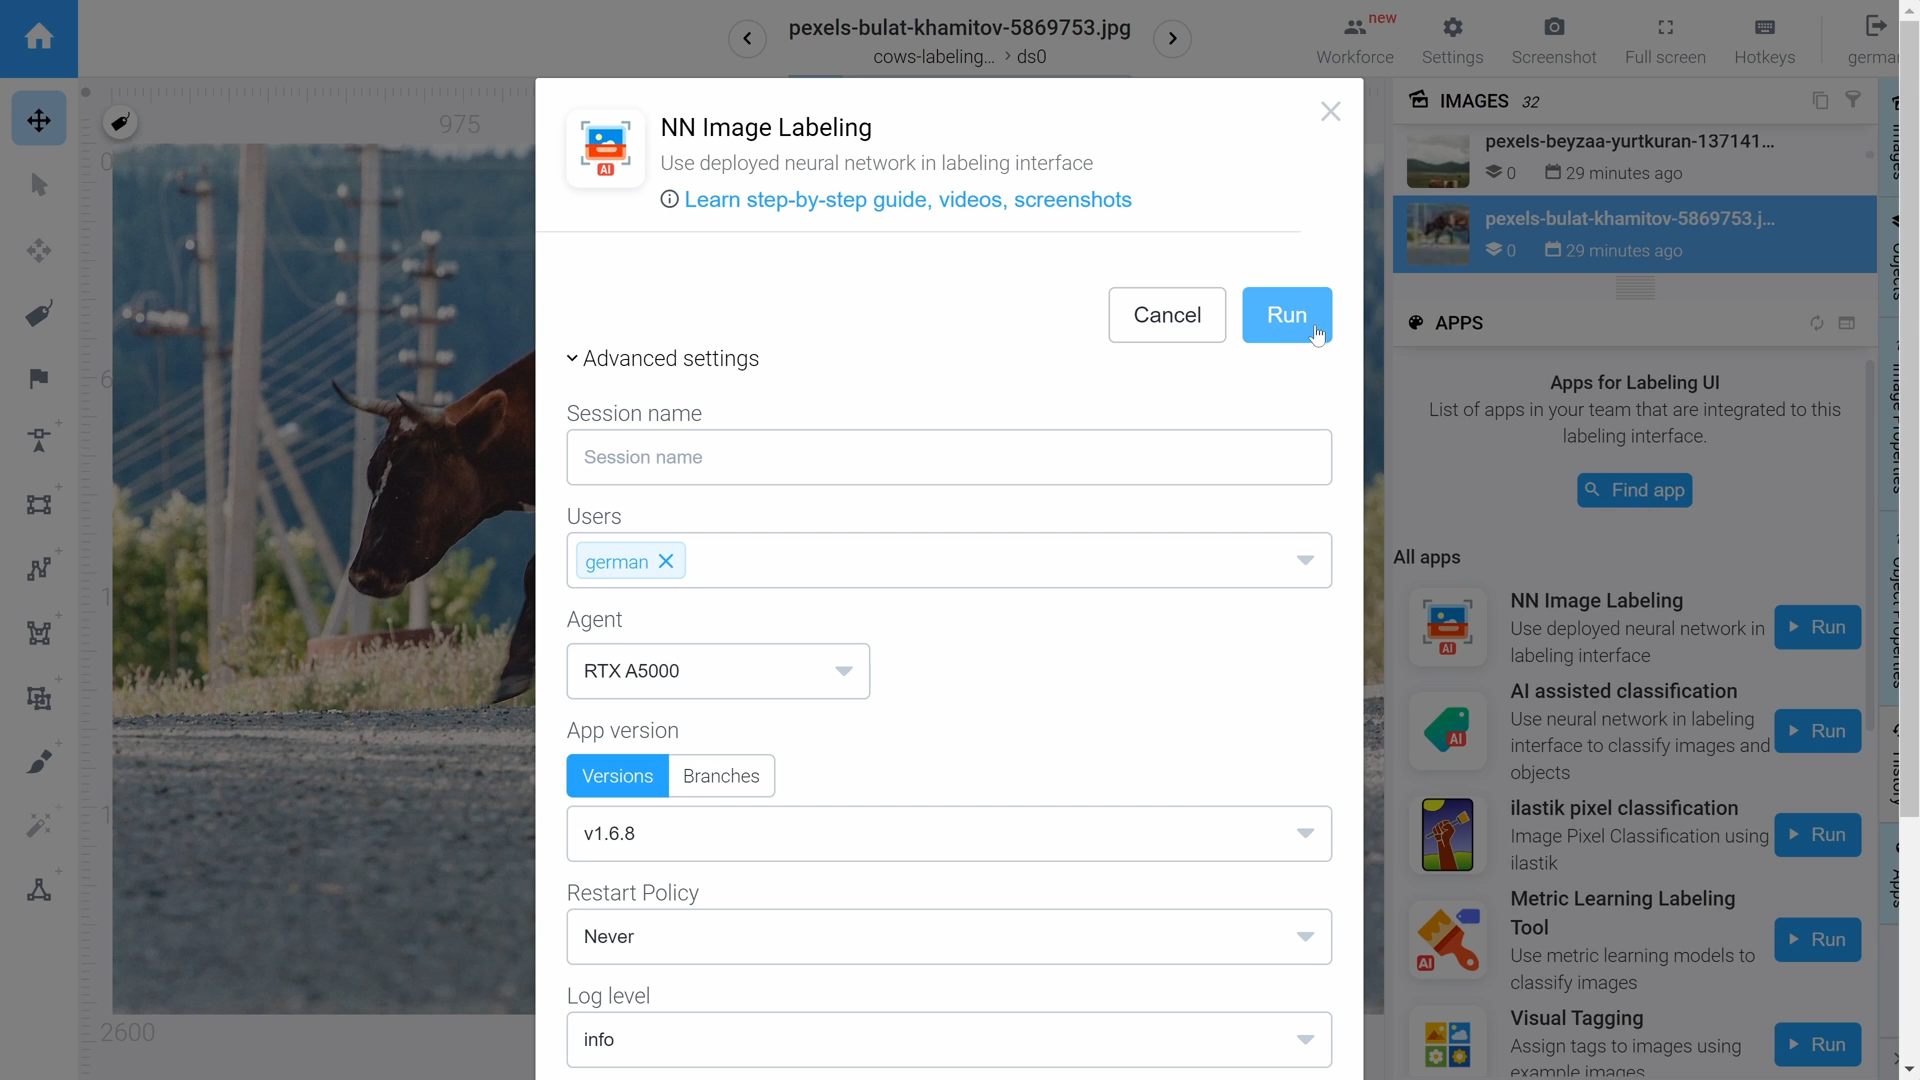 pexels-bulat-khamitov-5869753.jpg
cows-labeling... > ds0
new
Workforce
Settings
Screenshot
Full screen
Hotkeys
975
2600
NN Image Labeling
Use deployed neural network in labeling interface
Learn step-by-step guide, videos, screenshots
Cancel
Run
Advanced settings
Session name
Session name
Users
german
Agent
RTX A5000
App version
Versions
Branches
v1.6.8
Restart Policy
Never
Log level
info
IMAGES 32
pexels-beyzaa-yurtkuran-137141...
0 29 minutes ago
pexels-bulat-khamitov-5869753.j...
0 29 minutes ago
APPS
Apps for Labeling UI
List of apps in your team that are integrated to this
labeling interface.
Find app
All apps
NN Image Labeling
Use deployed neural network in
labeling interface
Run
AI assisted classification
Use neural network in labeling
interface to classify images and
objects
Run
ilastik pixel classification
Image Pixel Classification using
ilastik
Run
Metric Learning Labeling
Tool
Use metric learning models to
classify images
Run
Visual Tagging
Assign tags to images using
example images
Run